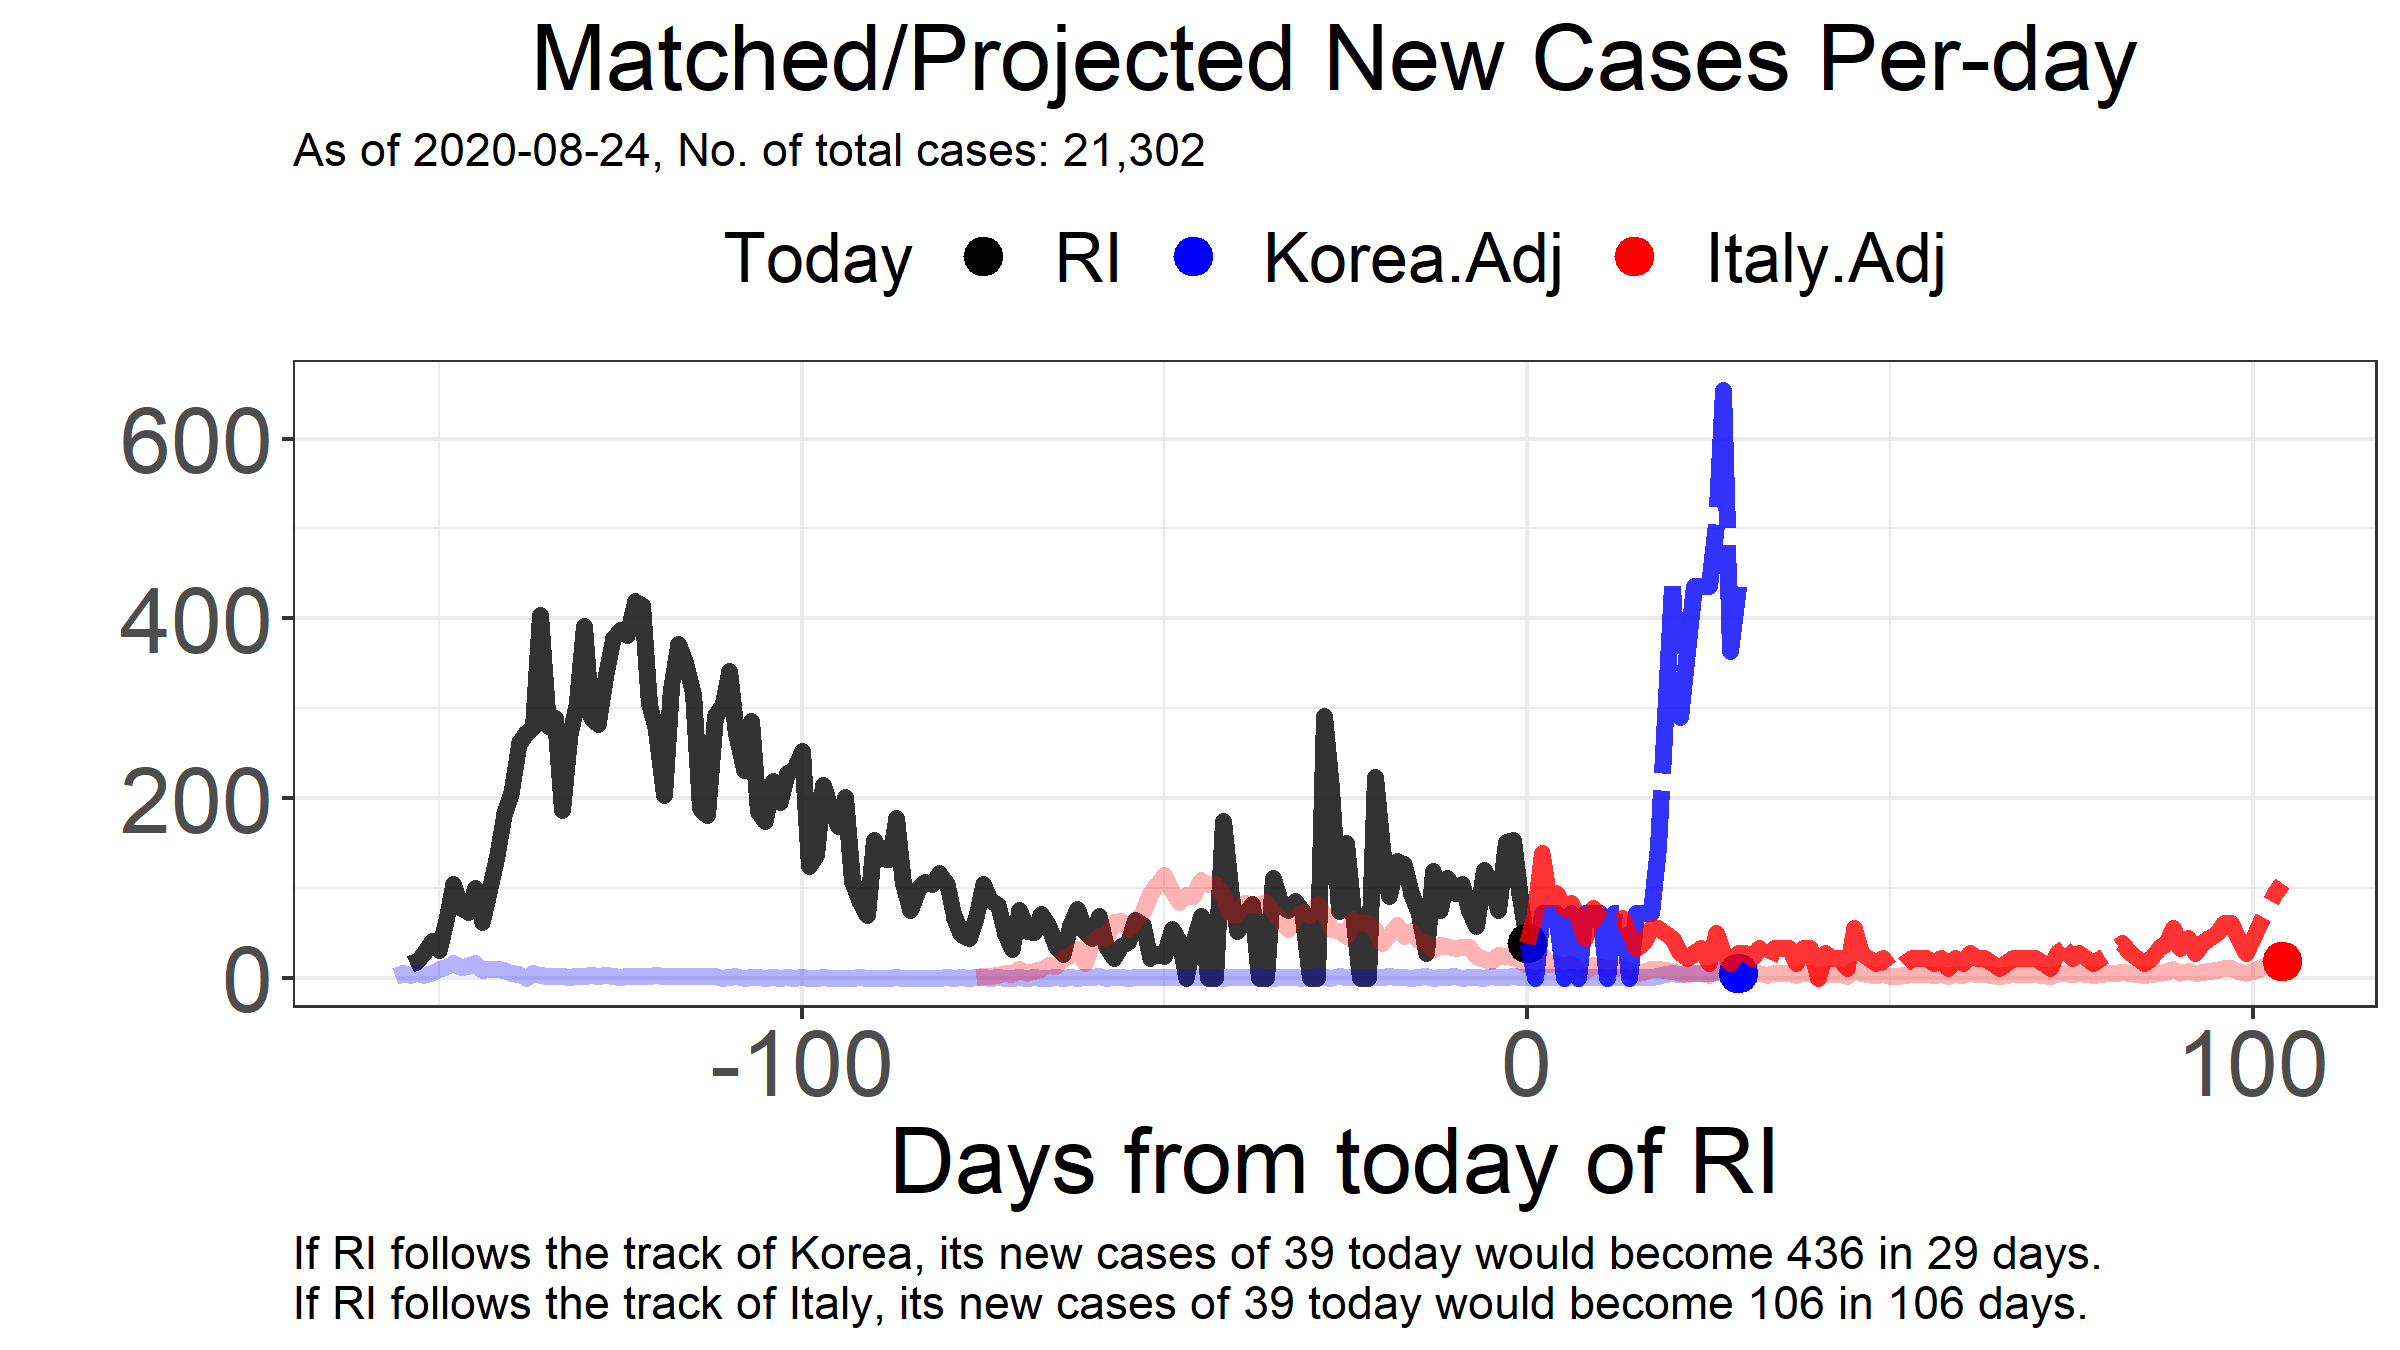 Matched/Projected New Cases Per-day
As of 2020-08-24, No. of total cases: 21,302
Today RI Korea.Adj Italy.Adj
600
400
200
0
-100 0 100
Days from today of RI
If RI follows the track of Korea, its new cases of 39 today would become 436 in 29 days.
If RI follows the track of Italy, its new cases of 39 today would become 106 in 106 days.